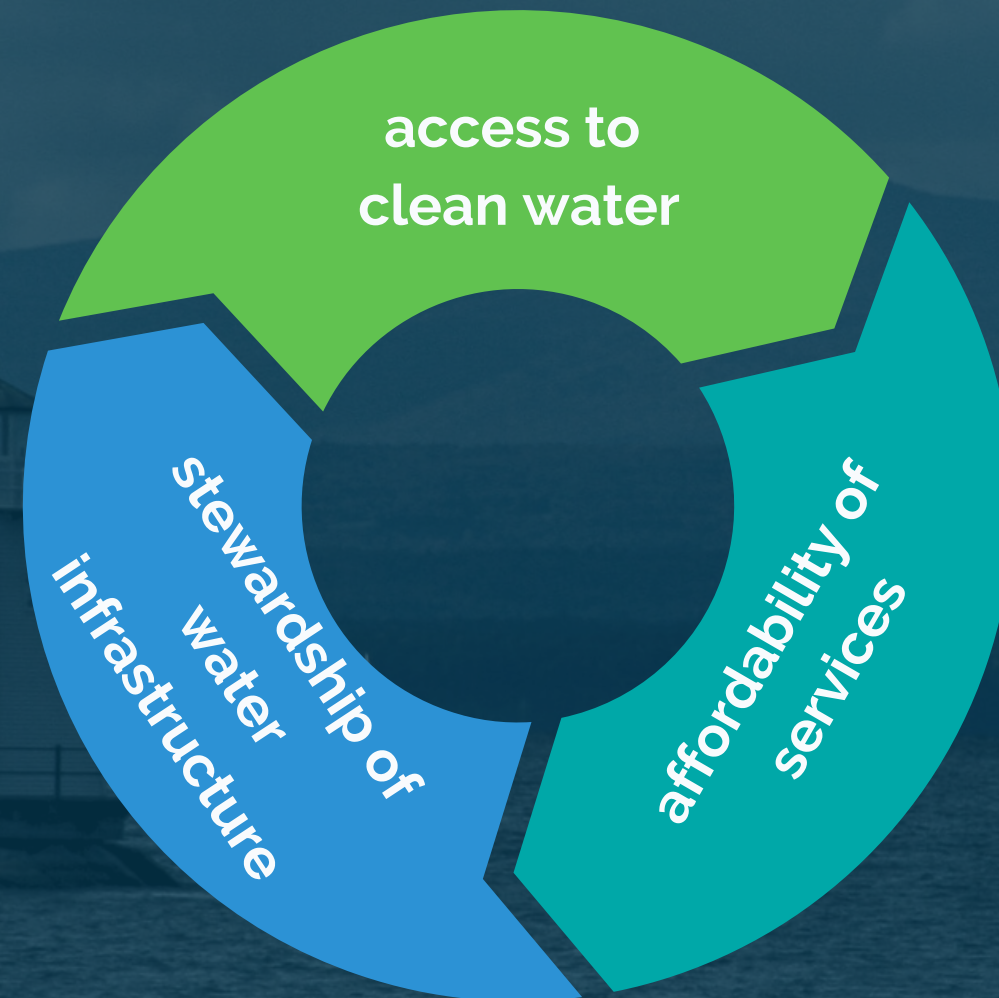 access to
clean water
affordability of
services
stewardship of
water
infrastructure